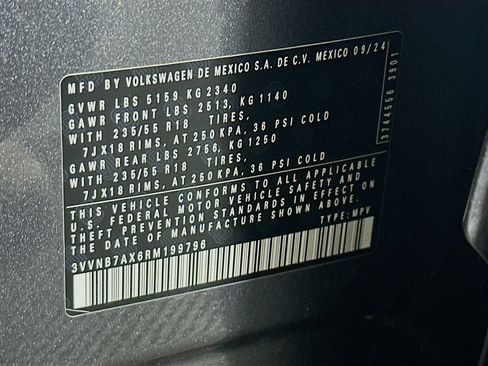 MFD BY VOLKSWAGEN DE MEXICO S.A. DE C.V. MEXICO 09/24
GVWR LBS 5159 KG 2340
GAWR FRONT LBS 2513, KG 1140
WITH 235/55 R18 TIRES,
7JX18 RIMS, AT 250 KPA, 36 PSI COLD
GAWR REAR LBS 2756, KG 1250
WITH 235/55 R18 TIRES,
7JX18 RIMS, AT 250 KPA, 36 PSI COLD
THIS VEHICLE CONFORMS TO ALL APPLICABLE
U.S. FEDERAL MOTOR VEHICLE SAFETY AND
THEFT PREVENTION STANDARDS IN EFFECT ON
THE DATE OF MANUFACTURE SHOWN ABOVE.
3VVNB7AX6RM199796 TYPE: MPV
3744556 3901